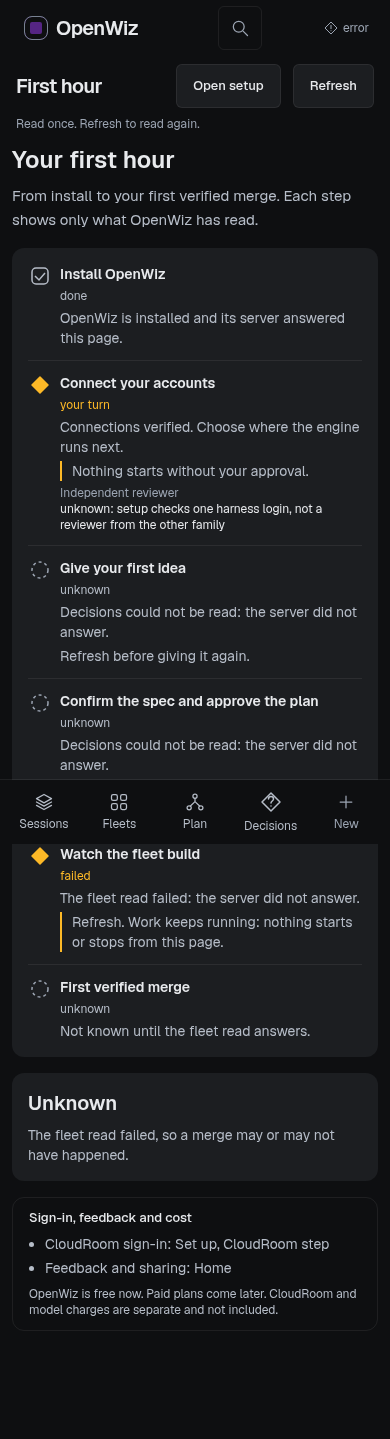 OpenWiz
error
First hour
Open setup
Refresh
Read once. Refresh to read again.
Your first hour
From install to your first verified merge. Each step
shows only what OpenWiz has read.
Install OpenWiz
done
OpenWiz is installed and its server answered
this page.
Connect your accounts
your turn
Connections verified. Choose where the engine
runs next.
Nothing starts without your approval.
Independent reviewer
unknown: setup checks one harness login, not a
reviewer from the other family
Give your first idea
unknown
Decisions could not be read: the server did not
answer.
Refresh before giving it again.
Confirm the spec and approve the plan
unknown
Decisions could not be read: the server did not
answer.
Sessions
Fleets
Plan
Decisions
New
Watch the fleet build
failed
The fleet read failed: the server did not answer.
Refresh. Work keeps running: nothing starts
or stops from this page.
First verified merge
unknown
Not known until the fleet read answers.
Unknown
The fleet read failed, so a merge may or may not
have happened.
Sign-in, feedback and cost
CloudRoom sign-in: Set up, CloudRoom step
Feedback and sharing: Home
OpenWiz is free now. Paid plans come later. CloudRoom and
model charges are separate and not included.